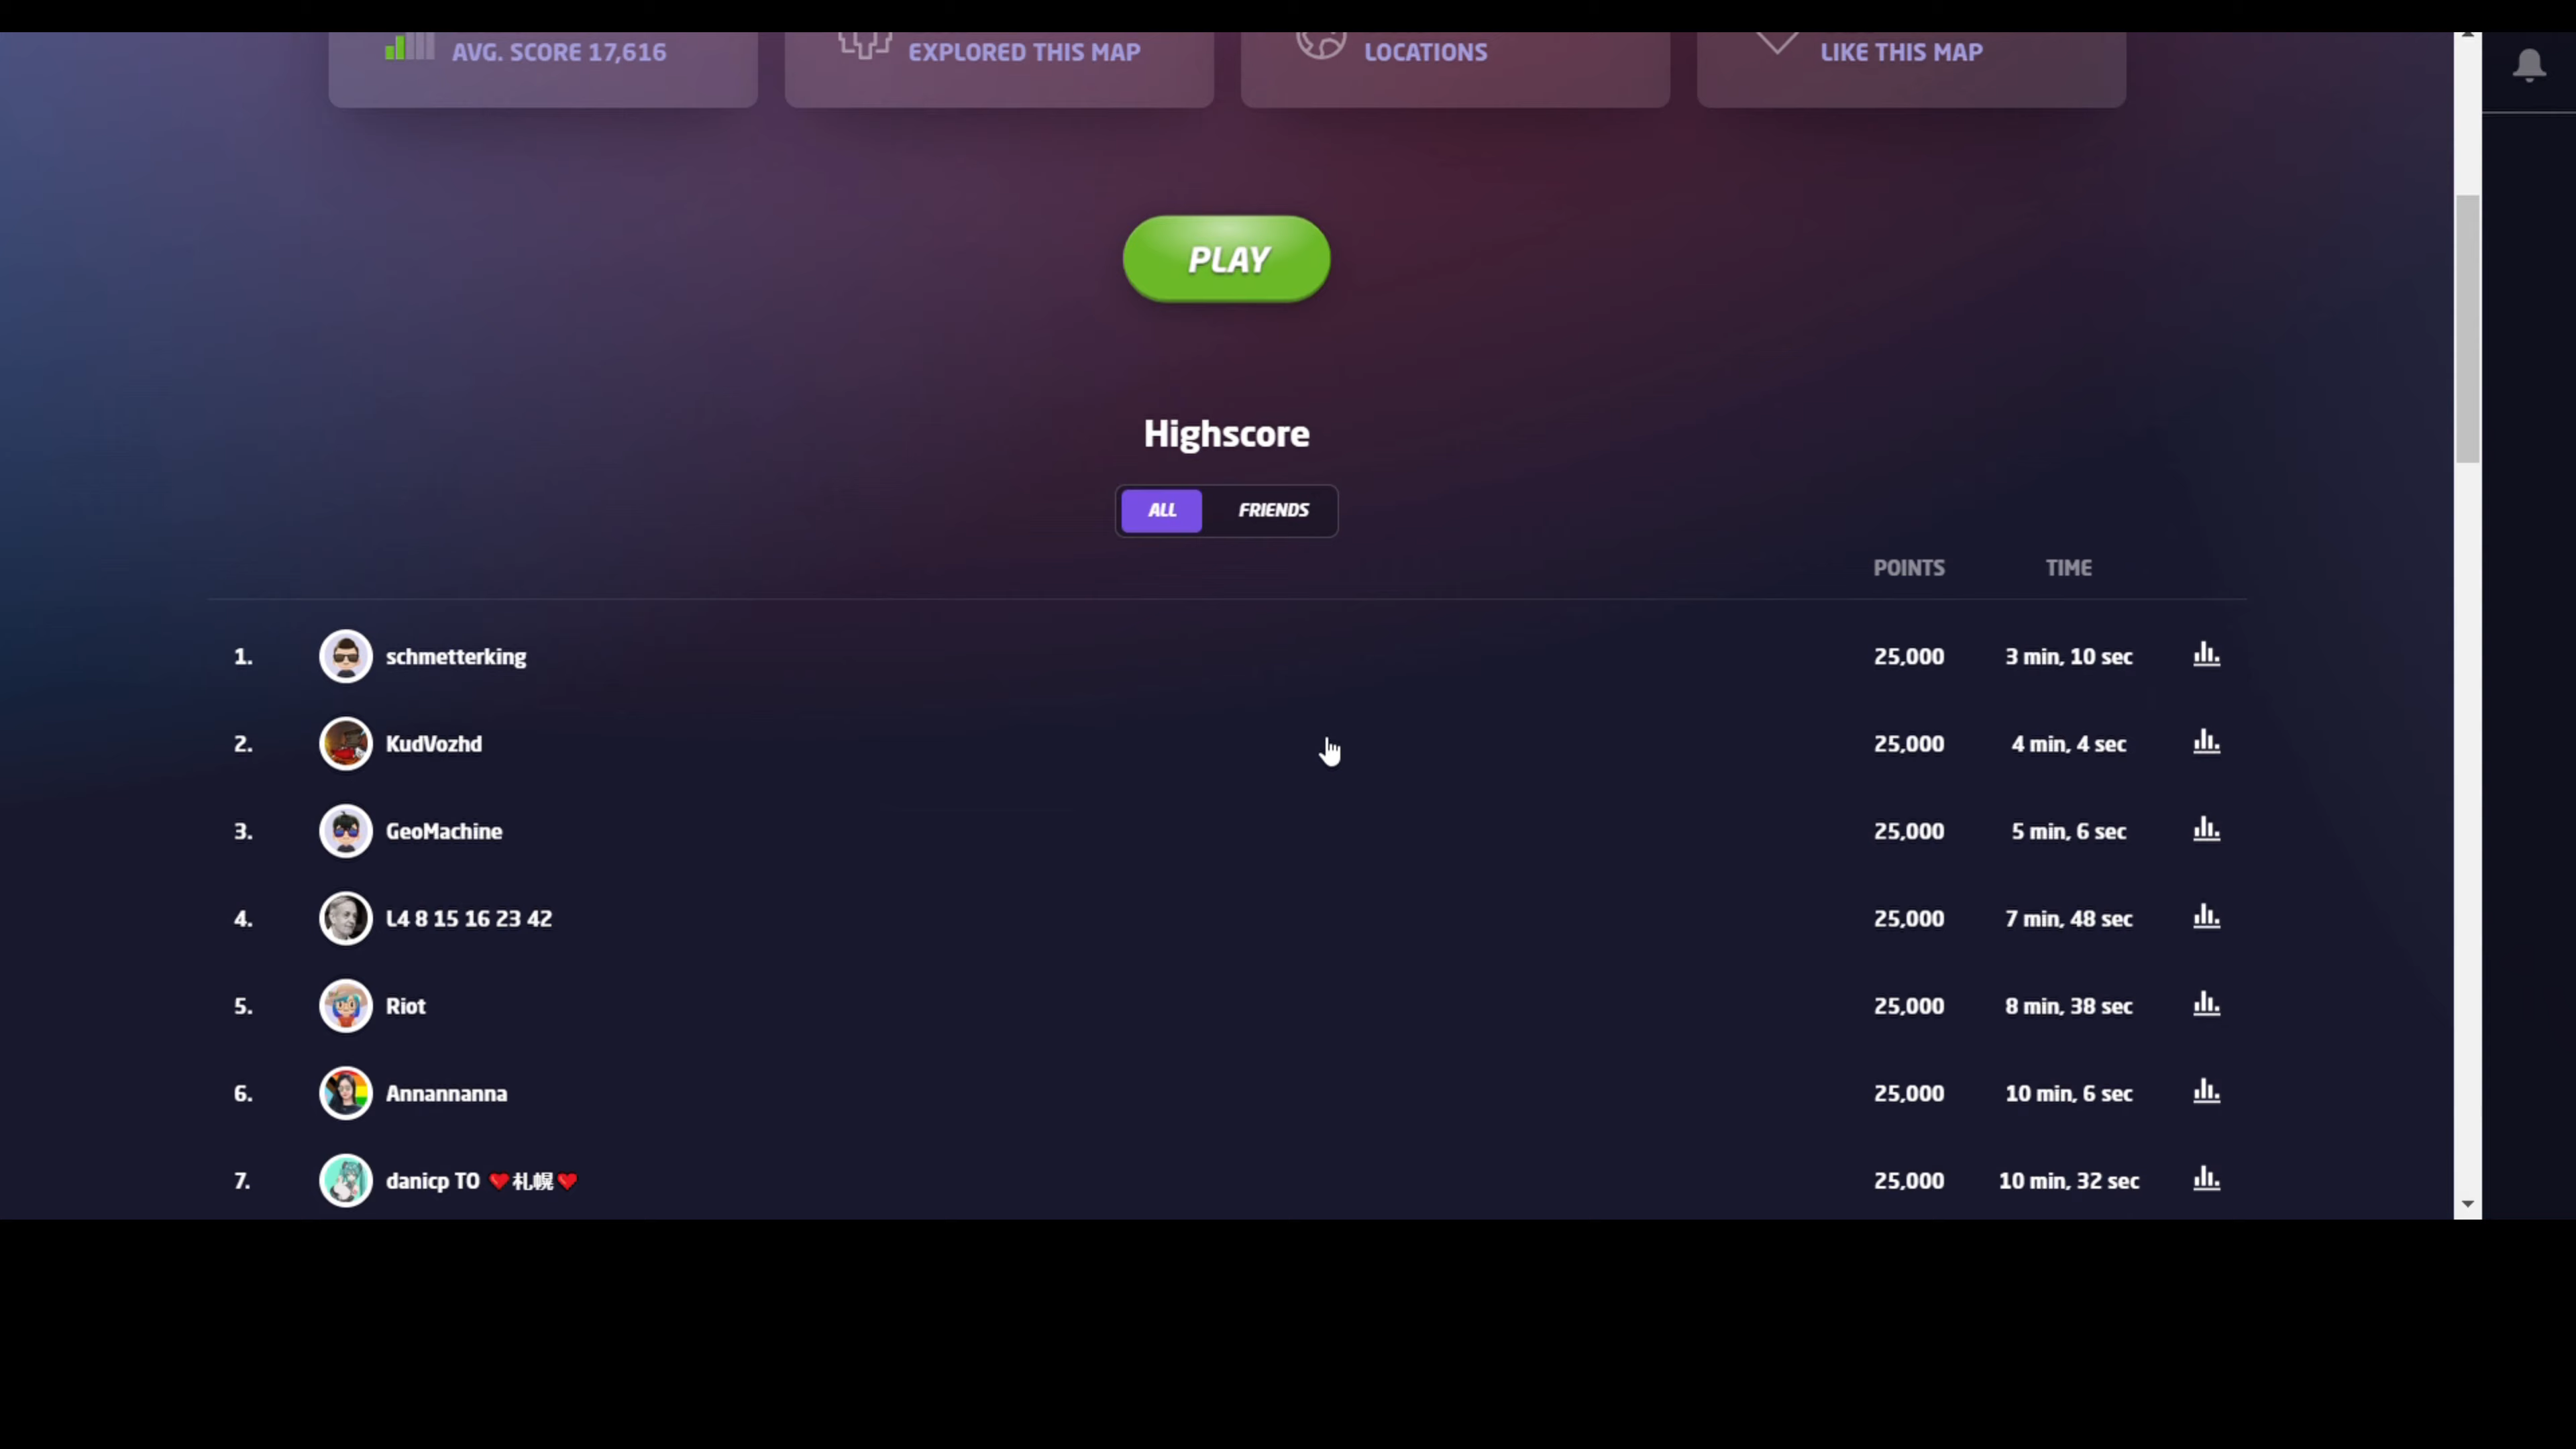 AVG. SCORE 17,616
EXPLORED THIS MAP
LOCATIONS
LIKE THIS MAP
PLAY
Highscore
ALL FRIENDS
POINTS TIME
1. schmetterking 25,000 3 min, 10 sec
2. KudVozhd 25,000 4 min, 4 sec
3. GeoMachine 25,000 5 min, 6 sec
4. L4 8 15 16 23 42 25,000 7 min, 48 sec
5. Riot 25,000 8 min, 38 sec
6. Annannanna 25,000 10 min, 6 sec
7. danicp TO ❤️札幌❤️ 25,000 10 min, 32 sec